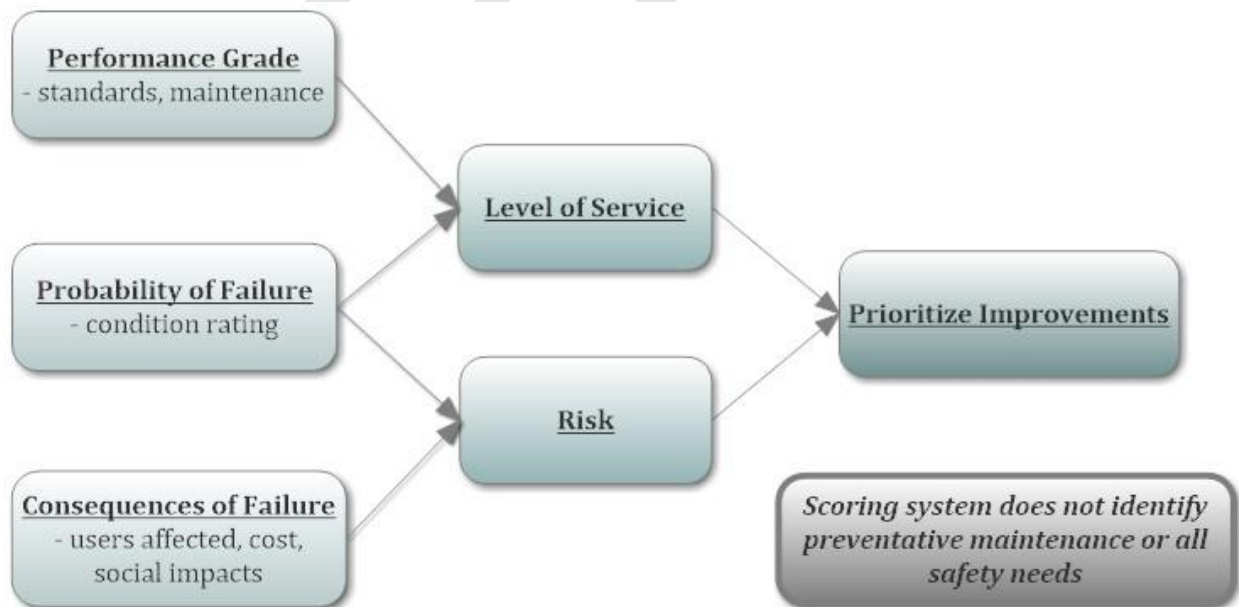 Performance Grade
- standards, maintenance
Level of Service
Probability of Failure
- condition rating
Prioritize Improvements
Risk
Consequences of Failure
- users affected, cost,
social impacts
Scoring system does not identify
preventative maintenance or all
safety needs